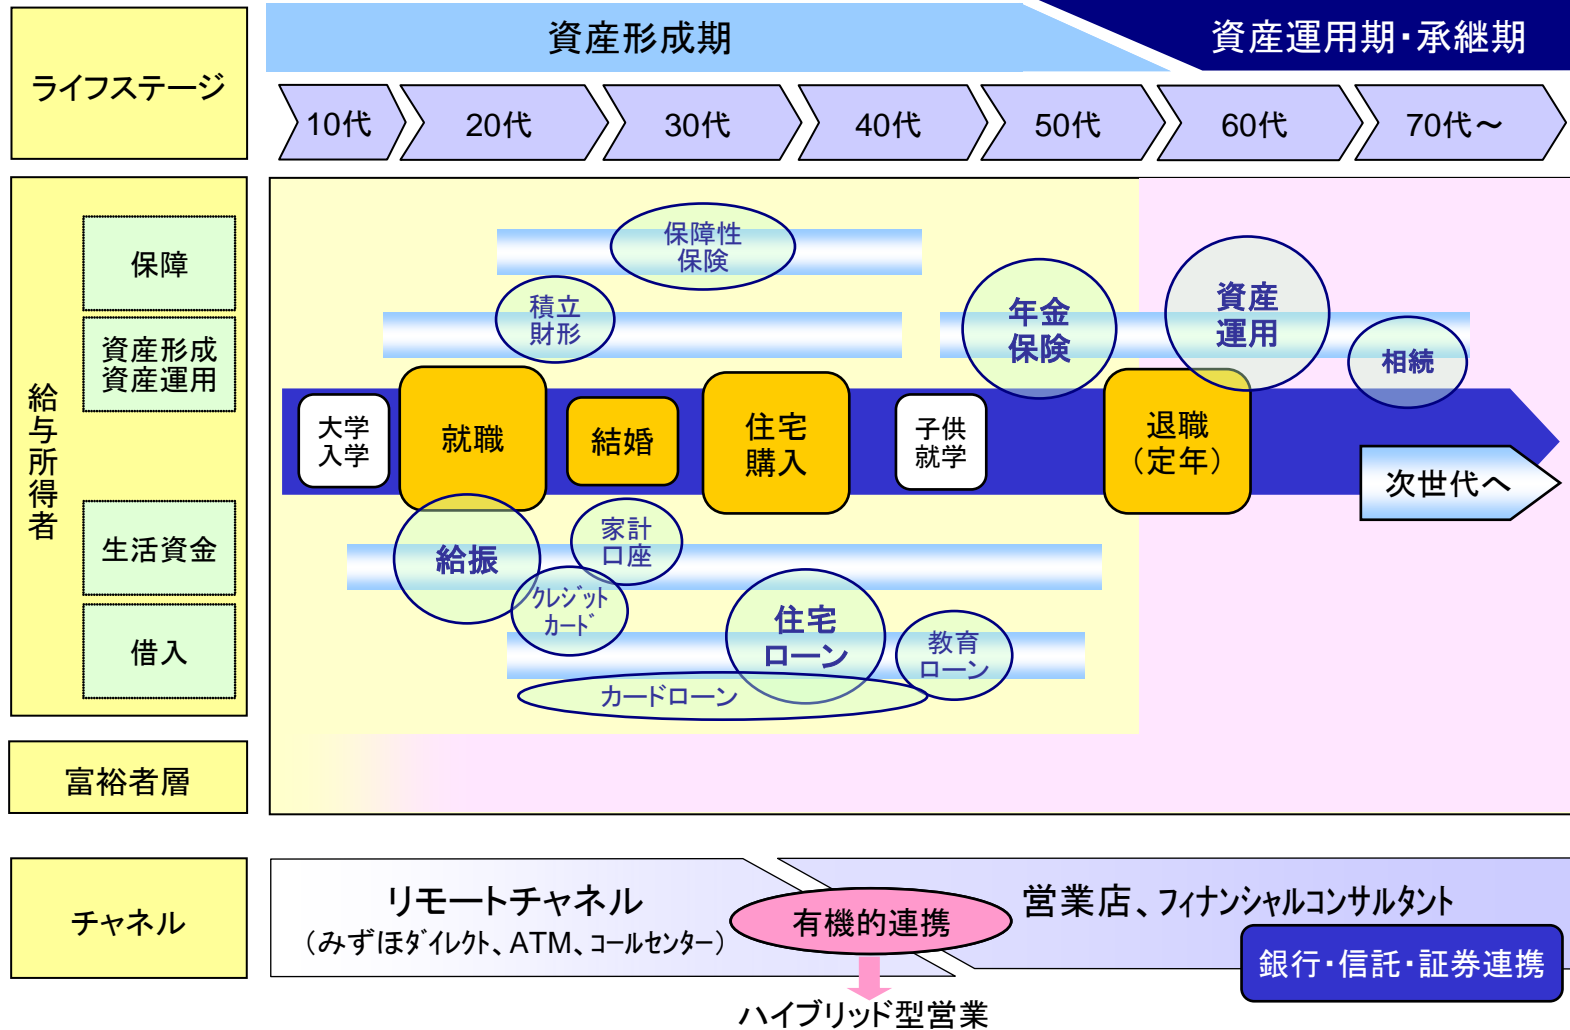 ライフステージ
資産形成期
資産運用期・承継期
10代
20代
30代
40代
50代
60代
70代～
給与所得者
保障
資産形成
資産運用
生活資金
借入
保障性
保険
積立
財形
年金
保険
資産
運用
相続
大学
入学
就職
結婚
住宅
購入
子供
就学
退職
（定年）
次世代へ
給振
家計
口座
クレジット
カード
住宅
ローン
教育
ローン
カードローン
富裕者層
チャネル
リモートチャネル
（みずほダイレクト、ATM、コールセンター）
有機的連携
営業店、フィナンシャルコンサルタント
銀行・信託・証券連携
ハイブリッド型営業